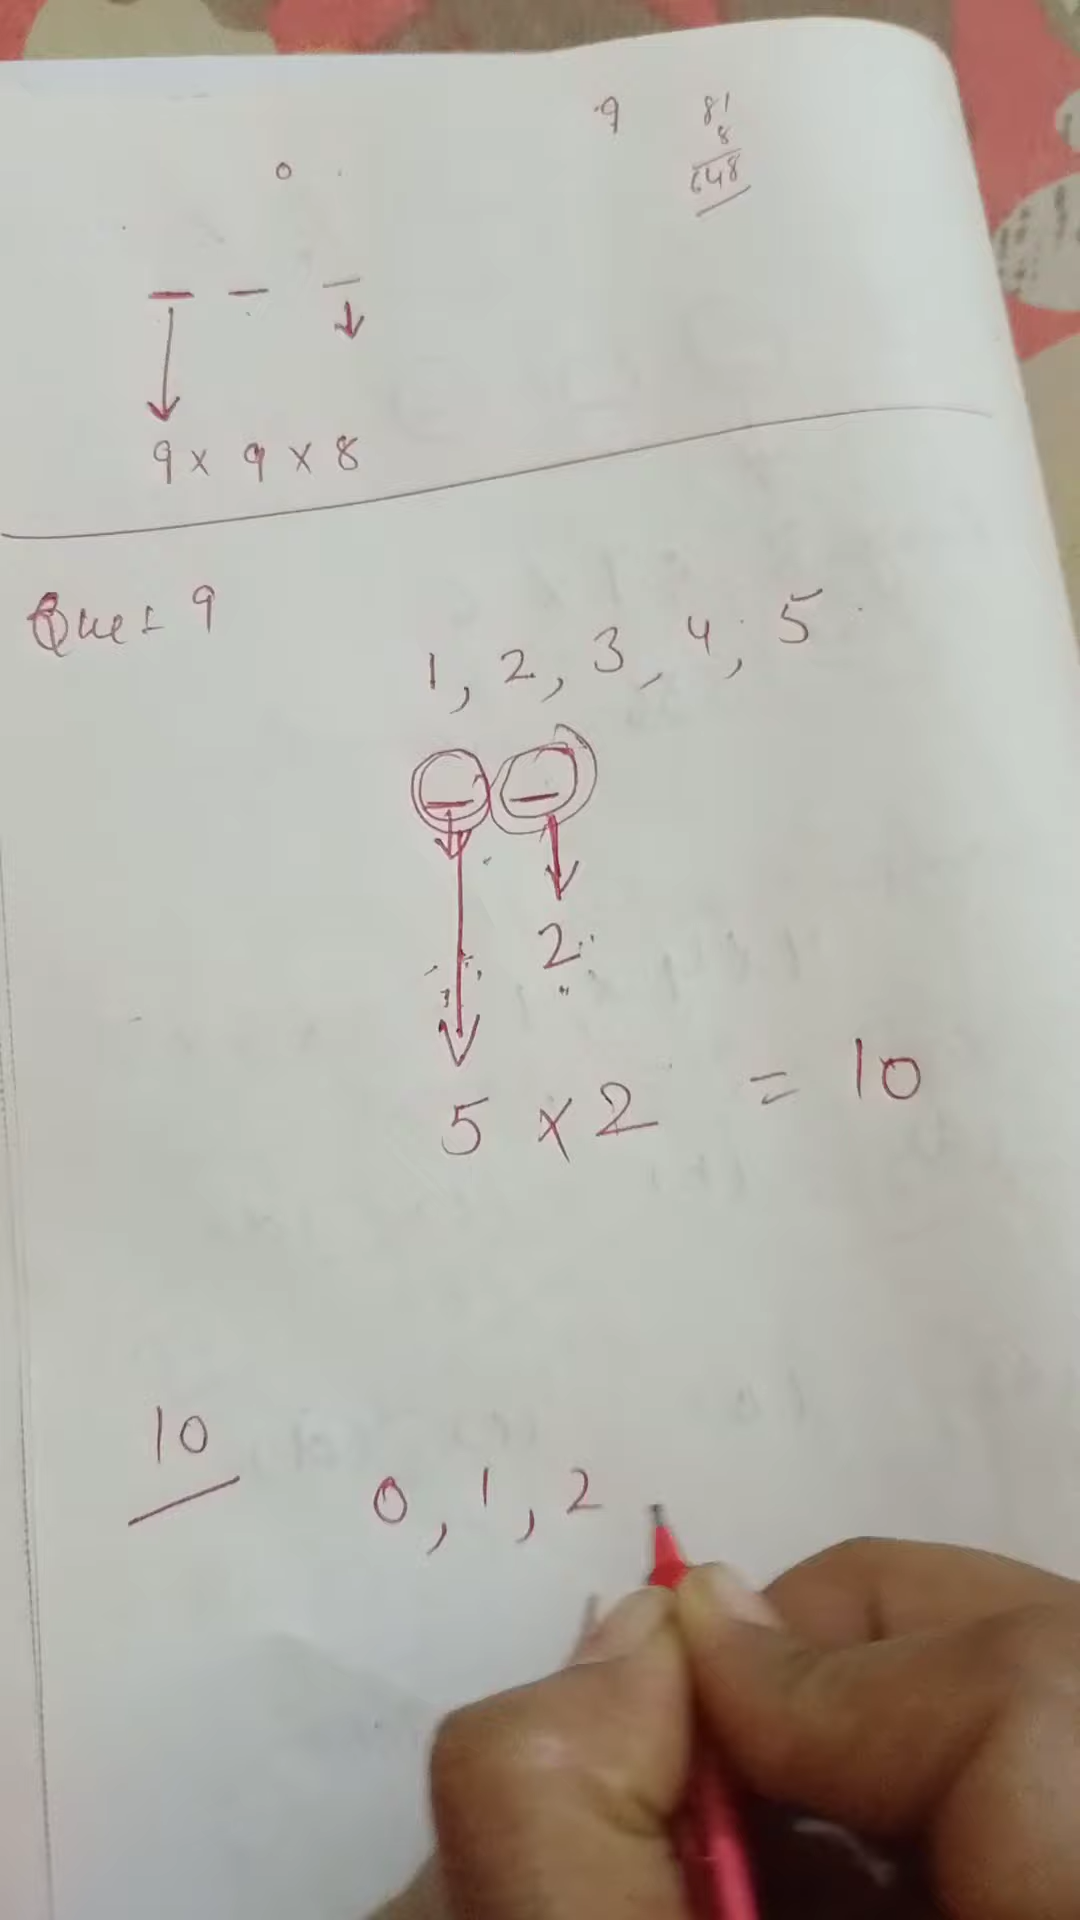 9 81
8
648
0
9 x 9 x 8
Que = 9
1, 2, 3, 4, 5
2
5 x 2 = 10
10
0, 1, 2